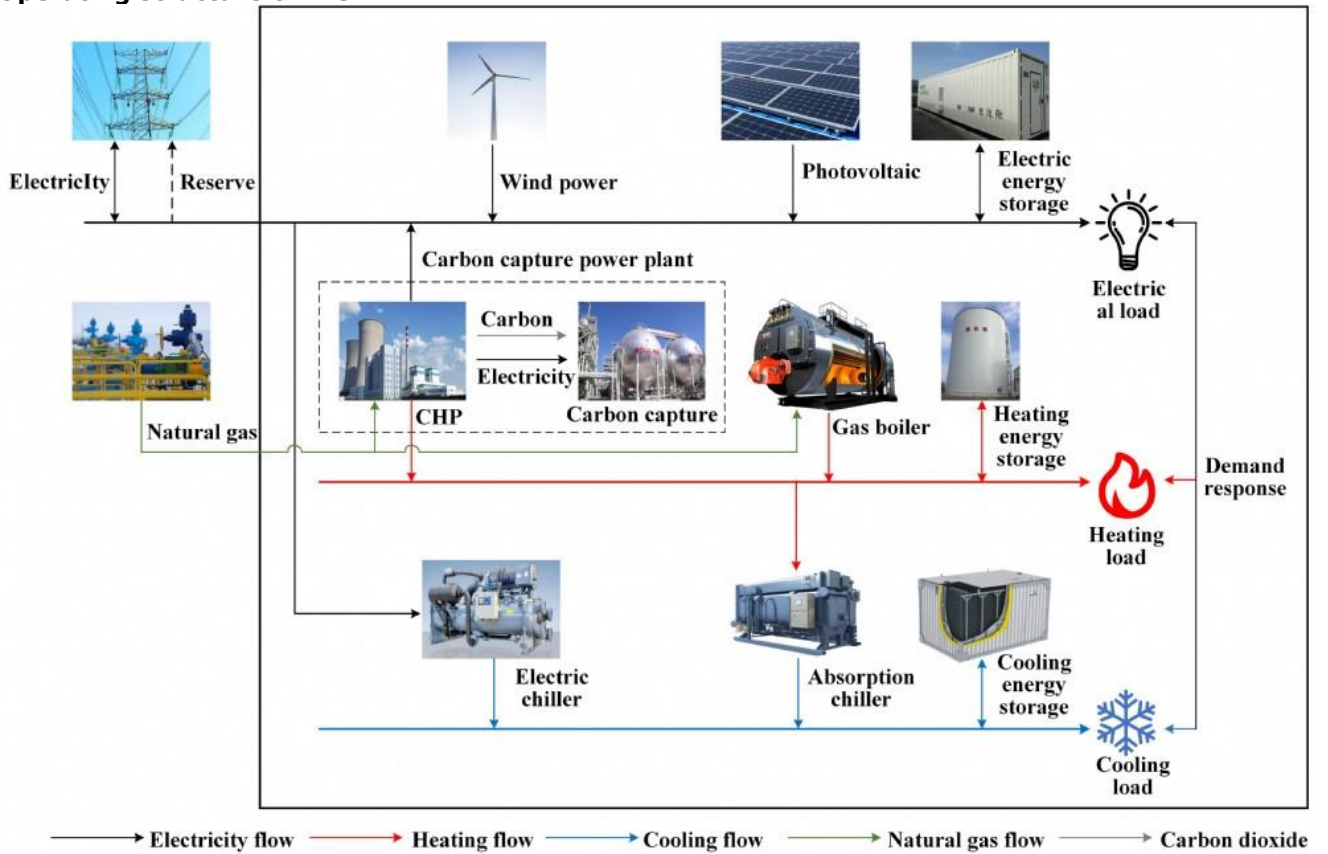 ElectricIty
Reserve
Wind power
Photovoltaic
Electric
energy
storage
Carbon capture power plant
Electric
al load
Carbon
Electricity
Natural gas
CHP
Carbon capture
Gas boiler
Heating
energy
storage
Demand
response
Heating
load
Electric
chiller
Absorption
chiller
Cooling
energy
storage
Cooling
load
Electricity flow
Heating flow
Cooling flow
Natural gas flow
Carbon dioxide